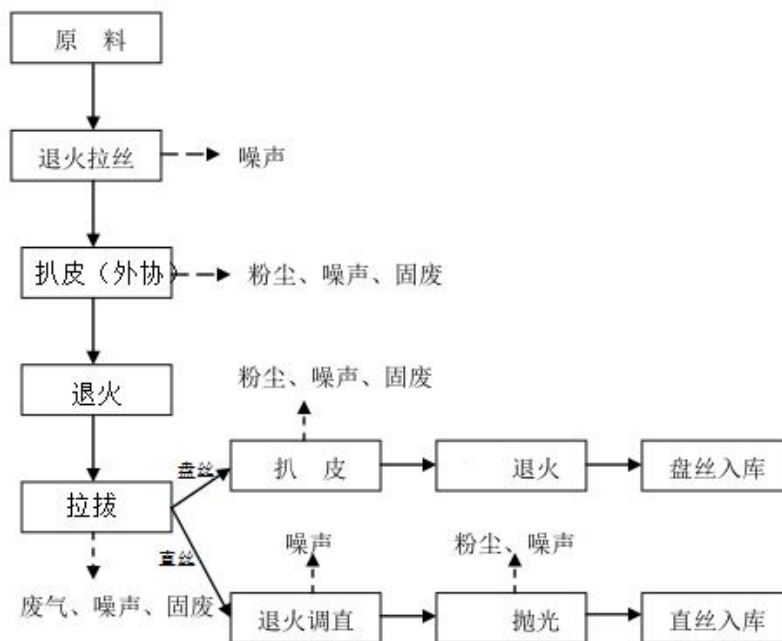 原 料
退火拉丝
噪声
扒皮（外协）
粉尘、噪声、固废
退火
粉尘、噪声、固废
拉拔
盘丝
扒 皮
退火
盘丝入库
直丝
噪声
粉尘、噪声
废气、噪声、固废
退火调直
抛光
直丝入库